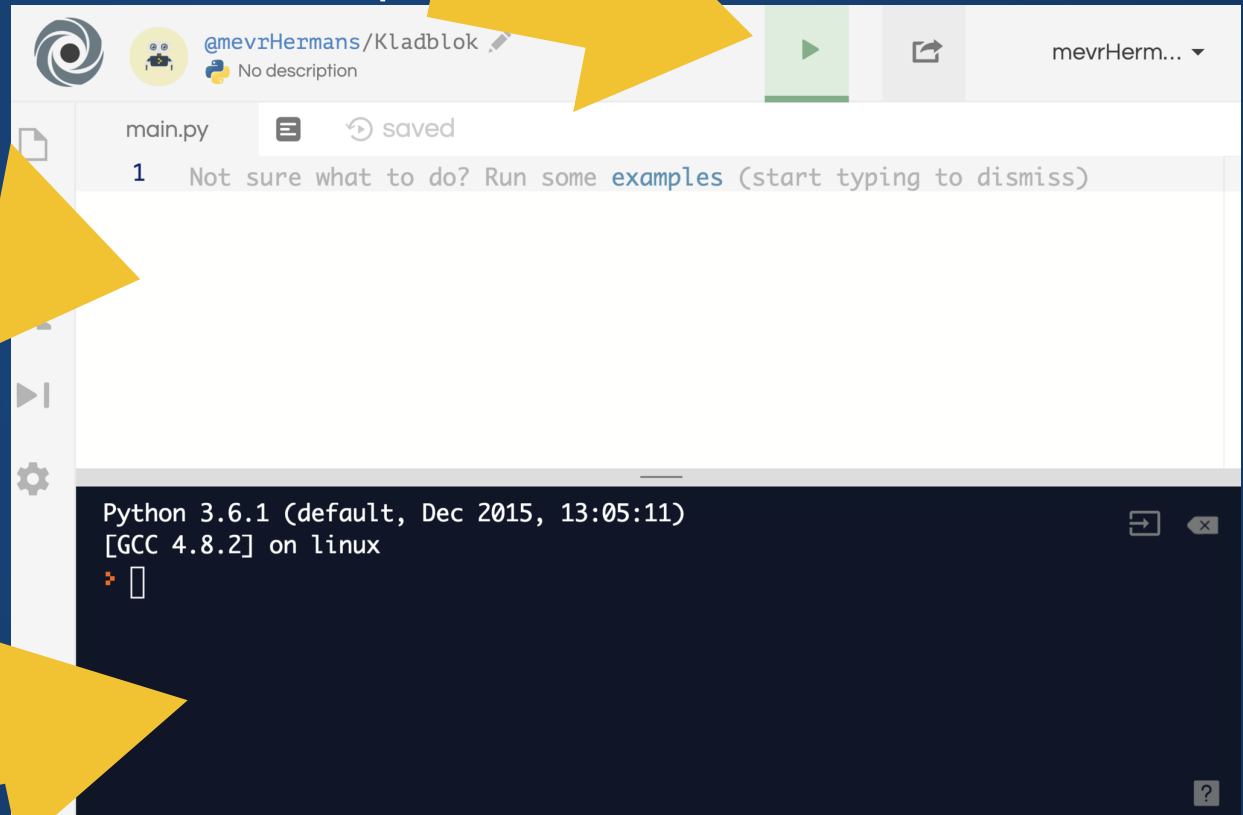 @mevrHermans/Kladblok
No description
mevrHerm...
main.py
saved
1 Not sure what to do? Run some examples (start typing to dismiss)
Python 3.6.1 (default, Dec 2015, 13:05:11)
[GCC 4.8.2] on linux
?